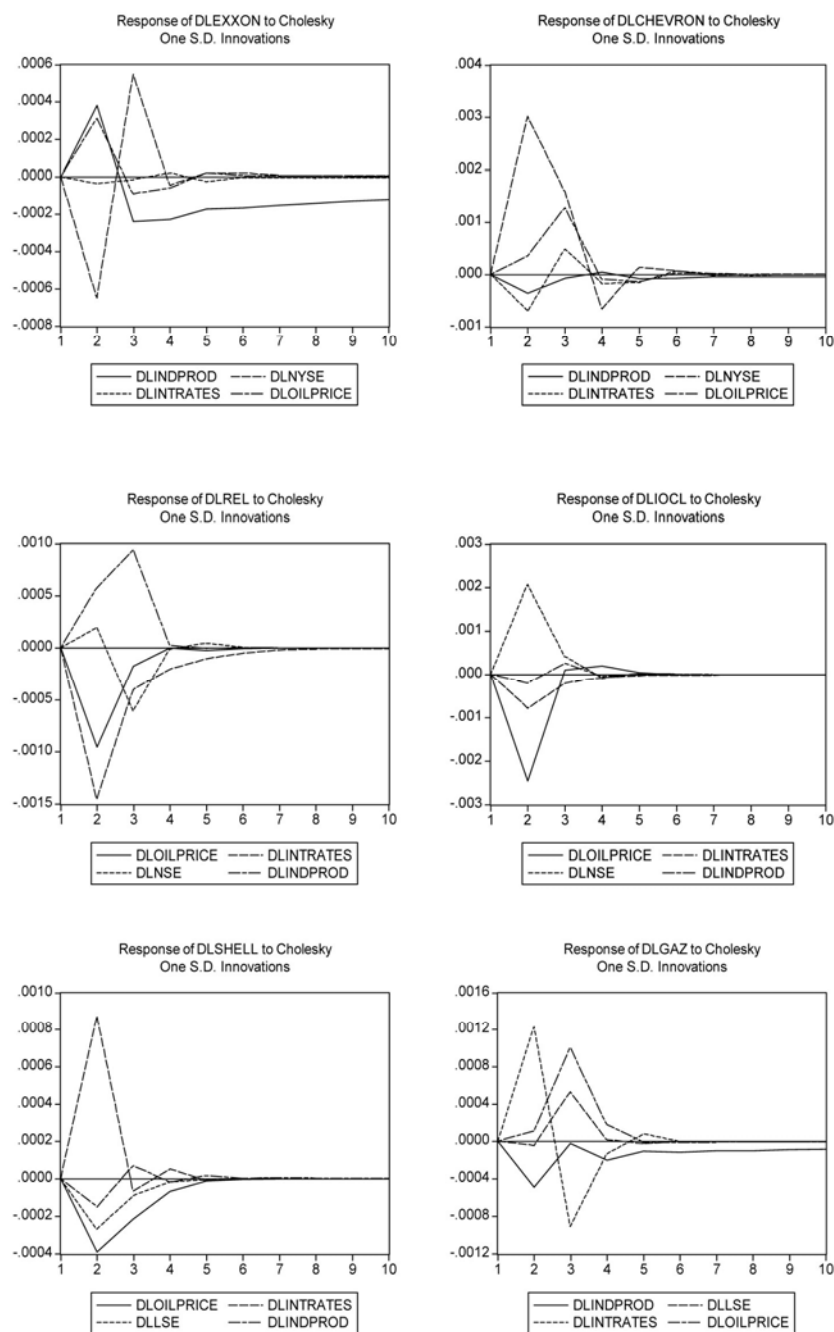 Response of DLEXXON to Cholesky
One S.D. Innovations
.0006
.0004
.0002
.0000
-.0002
-.0004
-.0006
-.0008
1 2 3 4 5 6 7 8 9 10
DLINDPROD DLNYSE
DLINTRATES DLOILPRICE
Response of DLCHEVRON to Cholesky
One S.D. Innovations
.004
.003
.002
.001
.000
-.001
1 2 3 4 5 6 7 8 9 10
DLINDPROD DLNYSE
DLINTRATES DLOILPRICE
Response of DLREL to Cholesky
One S.D. Innovations
.0010
.0005
.0000
-.0005
-.0010
-.0015
1 2 3 4 5 6 7 8 9 10
DLOILPRICE DLINTRATES
DLNSE DLINDPROD
Response of DLIOCL to Cholesky
One S.D. Innovations
.003
.002
.001
.000
-.001
-.002
-.003
1 2 3 4 5 6 7 8 9 10
DLOILPRICE DLINTRATES
DLNSE DLINDPROD
Response of DLSHELL to Cholesky
One S.D. Innovations
.0010
.0008
.0006
.0004
.0002
.0000
-.0002
-.0004
1 2 3 4 5 6 7 8 9 10
DLOILPRICE DLINTRATES
DLLSE DLINDPROD
Response of DLGAZ to Cholesky
One S.D. Innovations
.0016
.0012
.0008
.0004
.0000
-.0004
-.0008
-.0012
1 2 3 4 5 6 7 8 9 10
DLINDPROD DLLSE
DLINTRATES DLOILPRICE